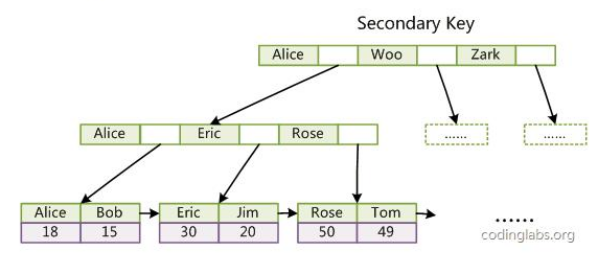 Secondary Key
Alice Woo Zark
Alice Eric Rose ...... ......
Alice Bob Eric Jim Rose Tom
18 15 30 20 50 49
......
codinglabs.org